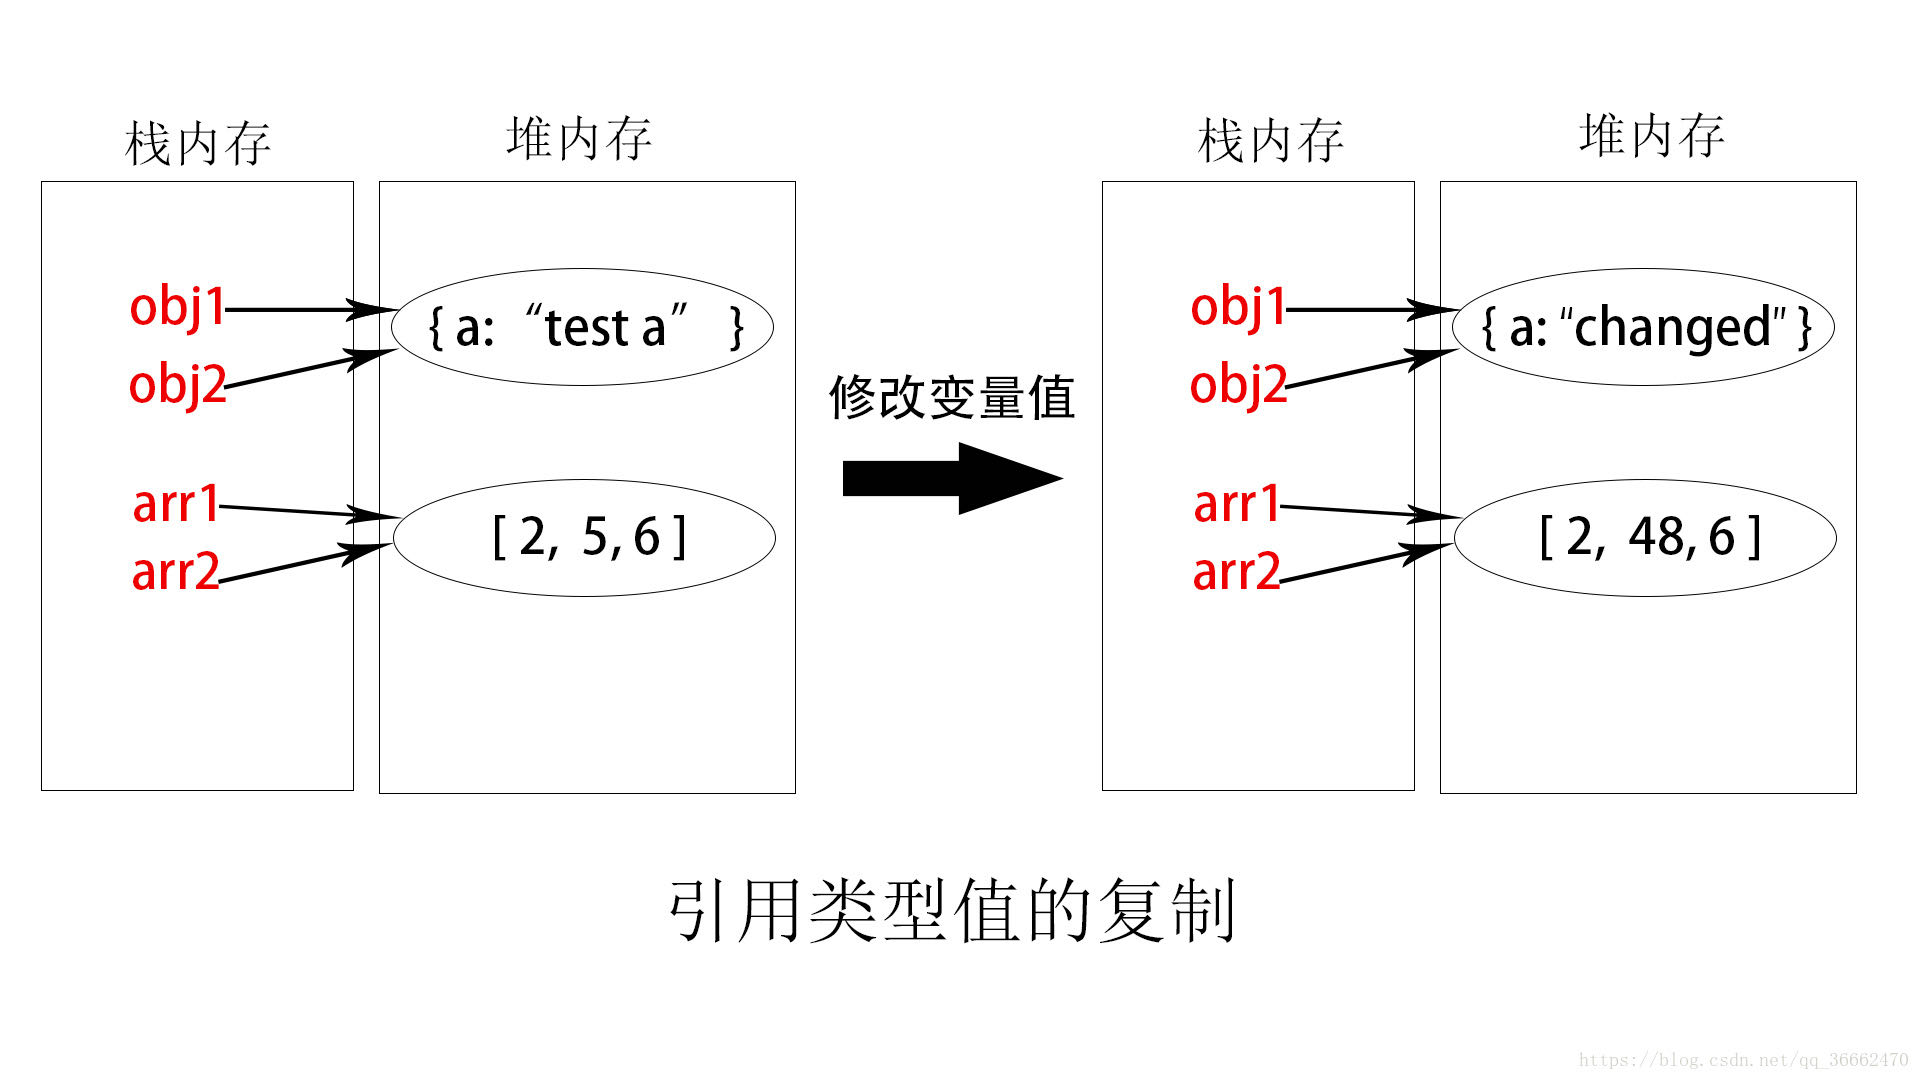 栈内存 堆内存
obj1 { a: “test a” }
obj2
arr1 [ 2, 5, 6 ]
arr2
修改变量值
栈内存 堆内存
obj1 { a: “changed” }
obj2
arr1 [ 2, 48, 6 ]
arr2
引用类型值的复制
https://blog.csdn.net/qq_36662470